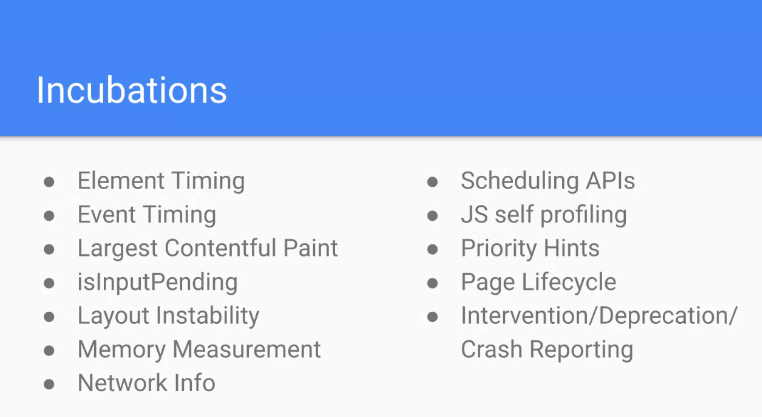 Incubations
● Element Timing
● Event Timing
● Largest Contentful Paint
● isInputPending
● Layout Instability
● Memory Measurement
● Network Info
● Scheduling APIs
● JS self profiling
● Priority Hints
● Page Lifecycle
● Intervention/Deprecation/
Crash Reporting